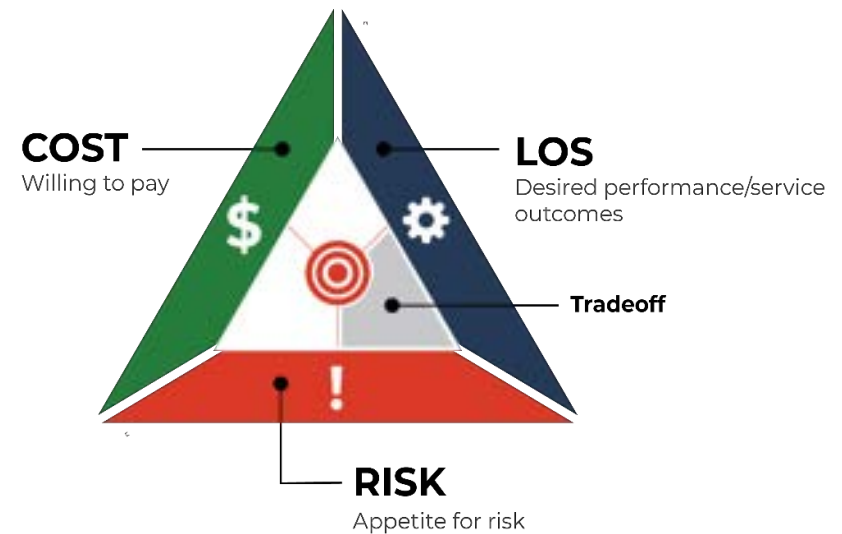 COST
Willing to pay
$
LOS
Desired performance/service
outcomes
Tradeoff
!
RISK
Appetite for risk